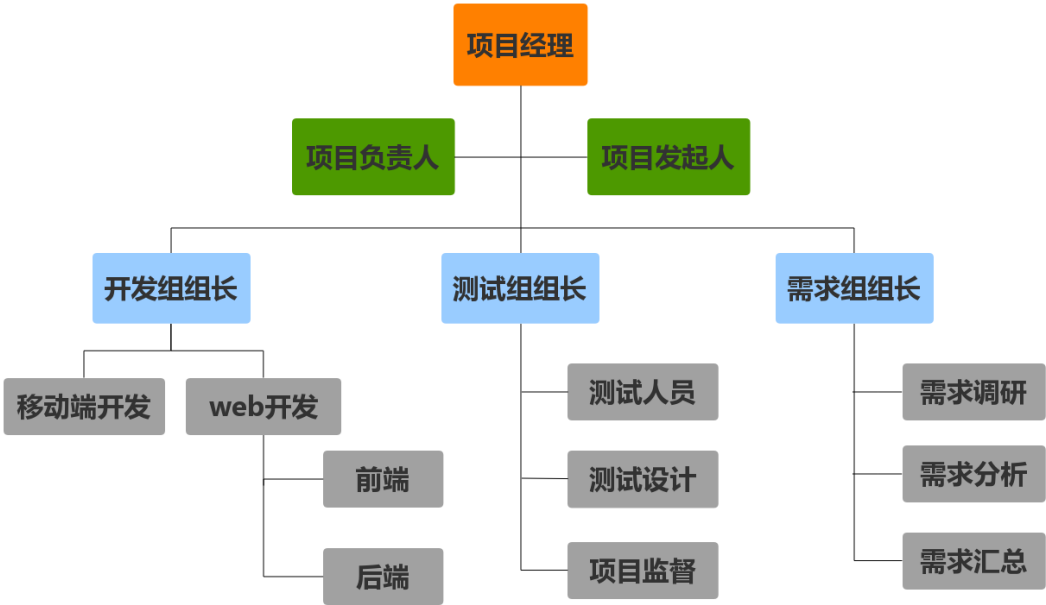 项目经理
项目负责人
项目发起人
开发组组长
测试组组长
需求组组长
移动端开发
web开发
前端
后端
测试人员
测试设计
项目监督
需求调研
需求分析
需求汇总